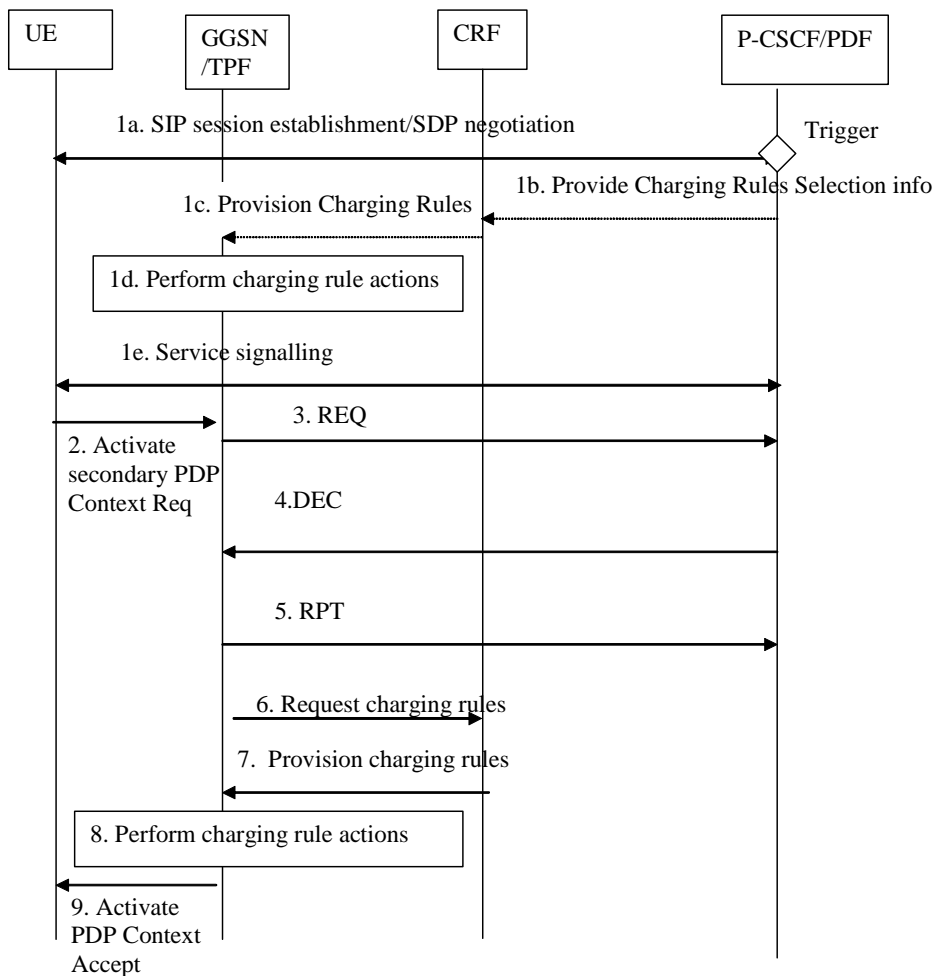 UE
GGSN
/TPF
CRF
P-CSCF/PDF
1a. SIP session establishment/SDP negotiation
Trigger
1b. Provide Charging Rules Selection info
1c. Provision Charging Rules
1d. Perform charging rule actions
1e. Service signalling
3. REQ
2. Activate
secondary PDP
Context Req
4.DEC
5. RPT
6. Request charging rules
7. Provision charging rules
8. Perform charging rule actions
9. Activate
PDP Context
Accept